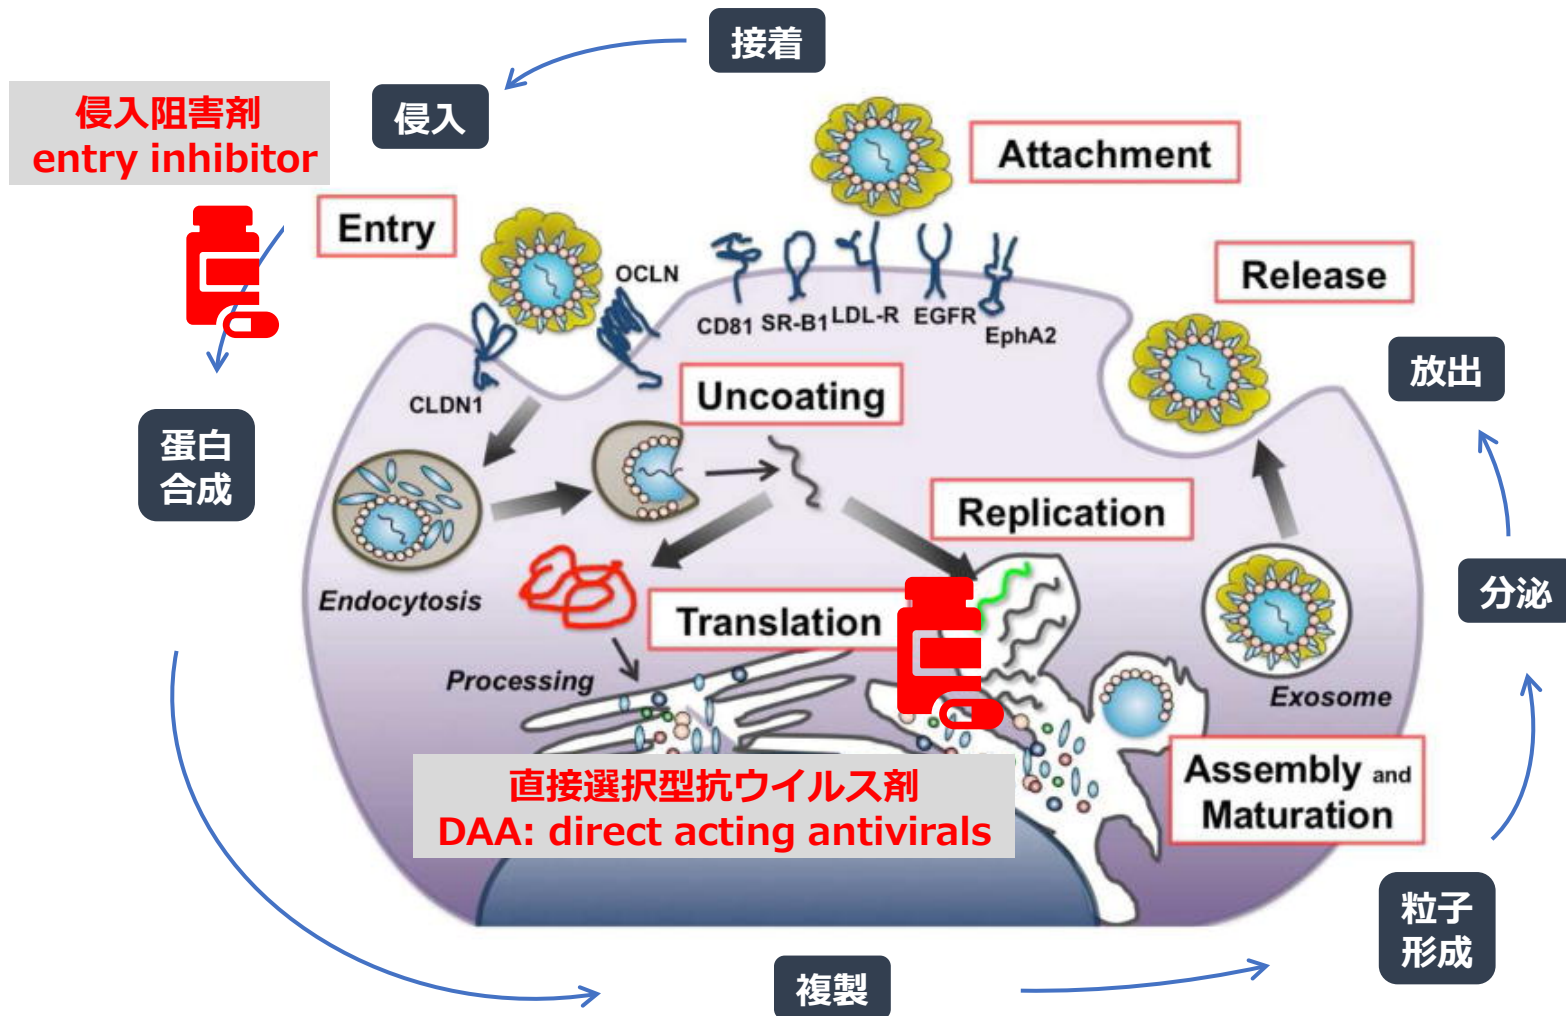 接着
侵入
侵入阻害剤
entry inhibitor
Attachment
Entry
OCLN
Release
CD81
SR-B1
LDL-R
EGFR
EphA2
CLDN1
Uncoating
放出
蛋白
合成
Replication
Endocytosis
Translation
分泌
Processing
Exosome
直接選択型抗ウイルス剤
DAA: direct acting antivirals
Assembly and
Maturation
粒子
形成
複製